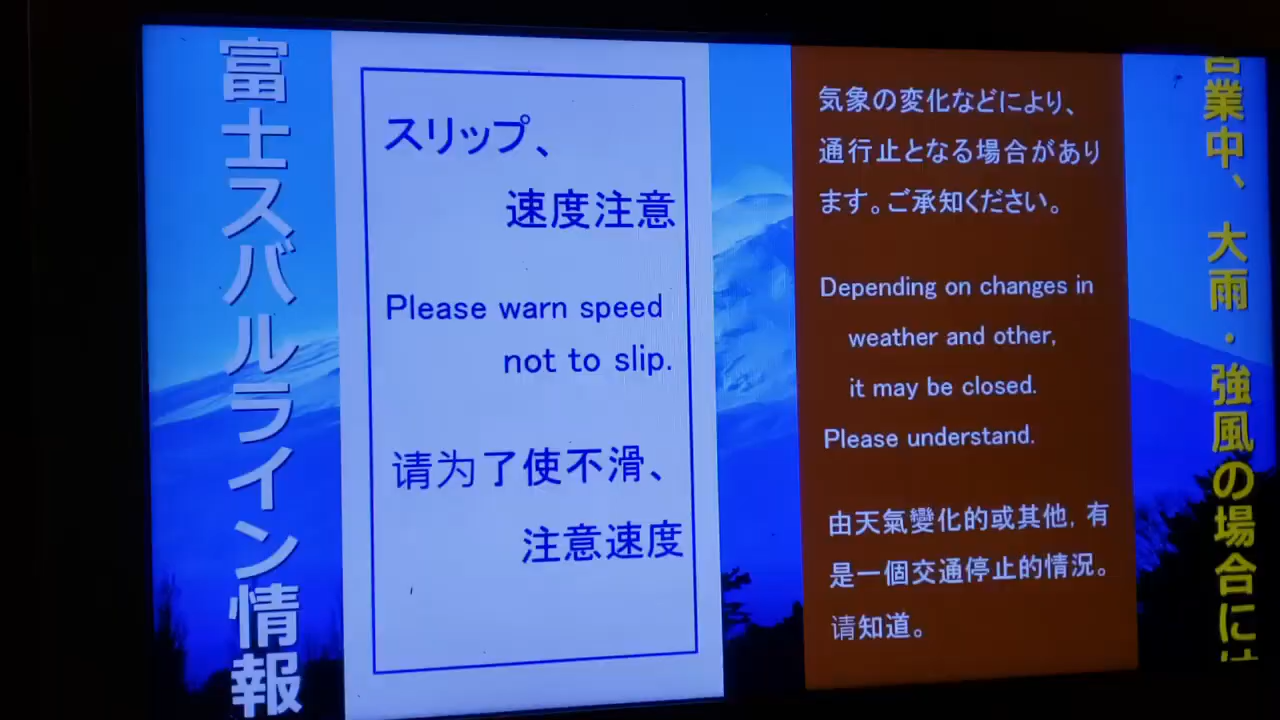 富士スバルライン情報
スリップ、
速度注意
Please warn speed
not to slip.
请为了使不滑、
注意速度
気象の変化などにより、
通行止となる場合があり
ます。ご承知ください。
Depending on changes in
weather and other,
it may be closed.
Please understand.
由天氣變化的或其他,有
是一個交通停止的情況。
请知道。
営業中、大雨・強風の場合には